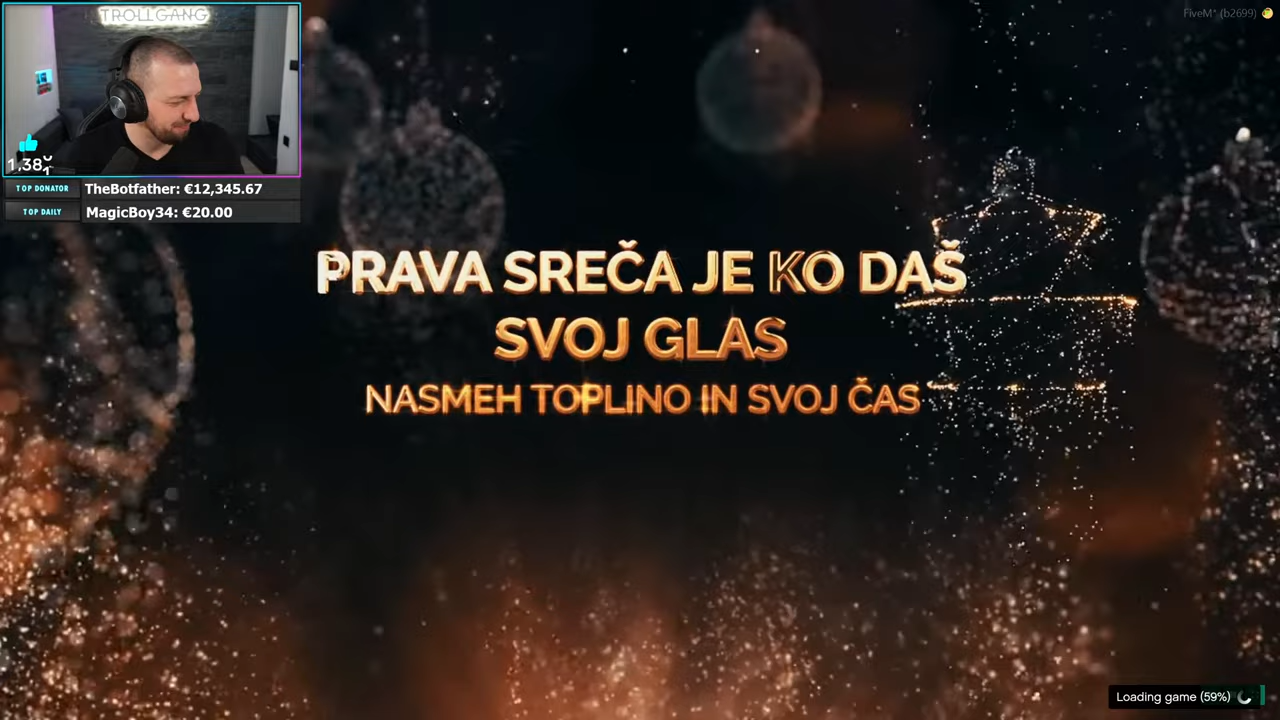 TROLLGANG
FiveM* (b2699)
TOP DONATOR TheBotfather: €12,345.67
TOP DAILY MagicBoy34: €20.00
PRAVA SREČA JE KO DAŠ
SVOJ GLAS
NASMEH TOPLINO IN SVOJ ČAS
Loading game (59%)